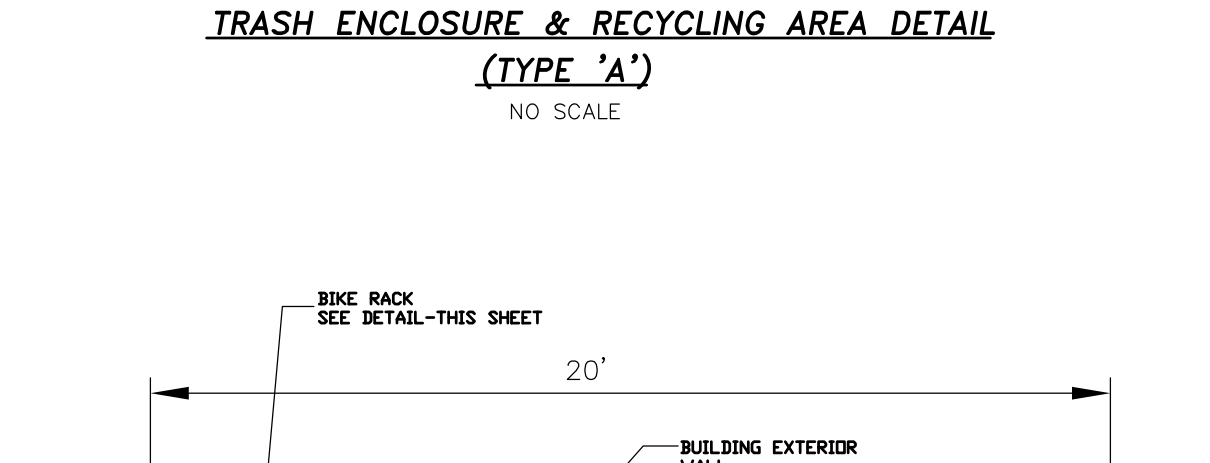 TRASH ENCLOSURE & RECYCLING AREA DETAIL
(TYPE 'A')
NO SCALE
BIKE RACK
SEE DETAIL-THIS SHEET
20'
BUILDING EXTERIOR